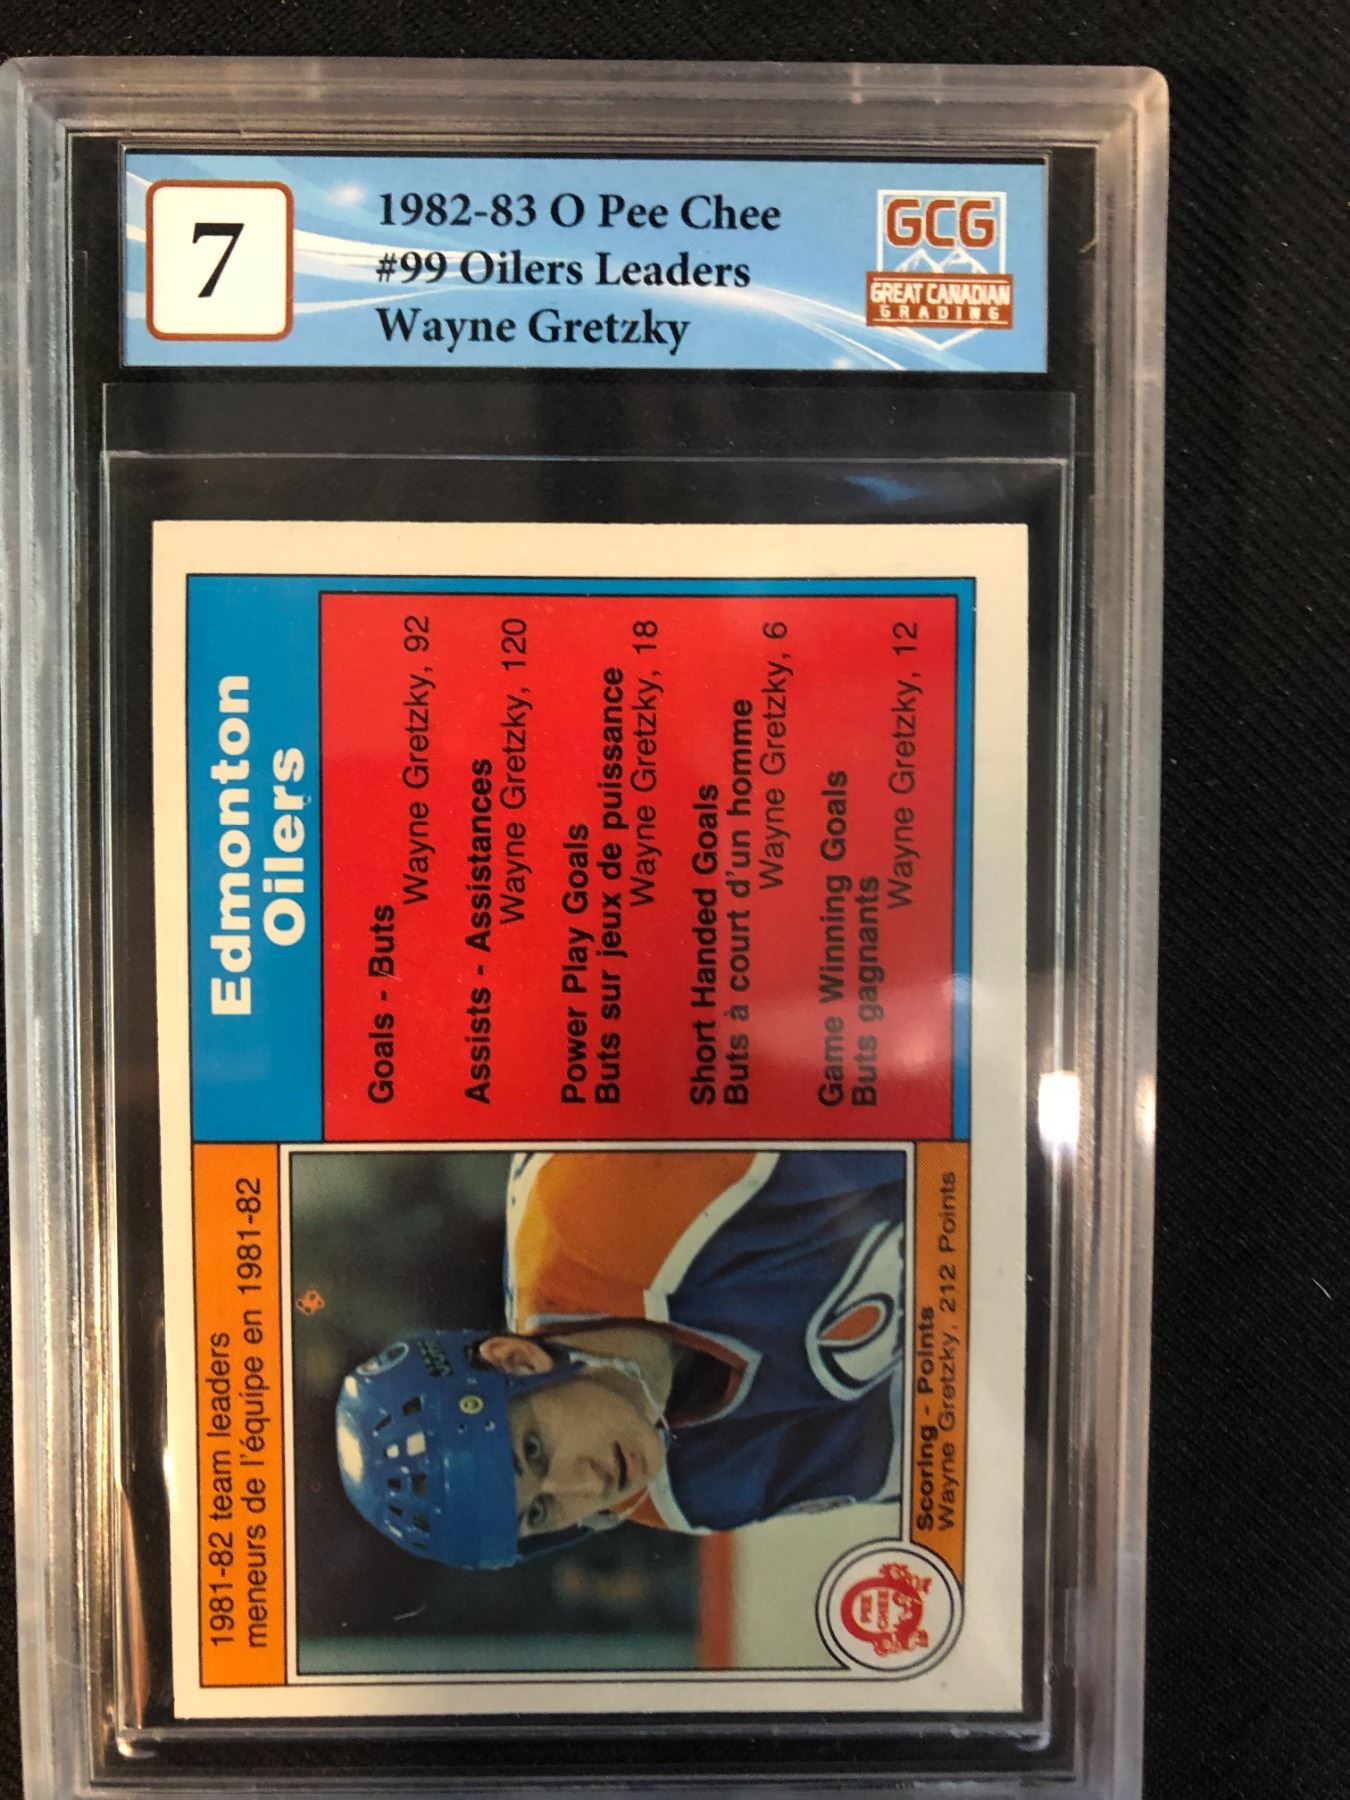 7
1982-83 O Pee Chee
#99 Oilers Leaders
Wayne Gretzky
GCG
GREAT CANADIAN
GRADING
1981-82 team leaders
meneurs de l'équipe en 1981-82
Edmonton
Oilers
Goals - Buts
Wayne Gretzky, 92
Assists - Assistances
Wayne Gretzky, 120
Power Play Goals
Buts sur jeux de puissance
Wayne Gretzky, 18
Short Handed Goals
Buts à court d'un homme
Wayne Gretzky, 6
Game Winning Goals
Buts gagnants
Wayne Gretzky, 12
Scoring - Points
Wayne Gretzky, 212 Points
PEE
CHEE